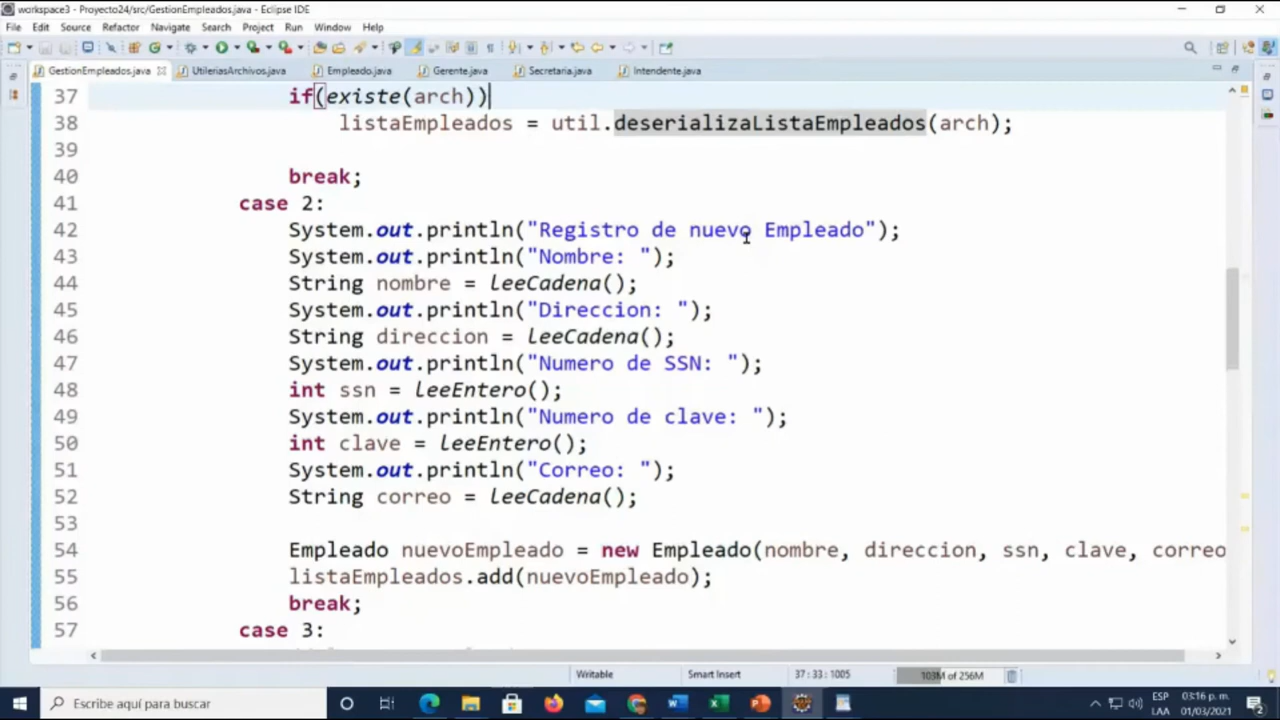 workspace3 - Proyecto24/src/GestionEmpleados.java - Eclipse IDE
File Edit Source Refactor Navigate Search Project Run Window Help
GestionEmpleados.java UtileriasArchivos.java Empleado.java Gerente.java Secretaria.java Intendente.java
37 if(existe(arch))
38 listaEmpleados = util.deserializaListaEmpleados(arch);
39
40 break;
41 case 2:
42 System.out.println("Registro de nuevo Empleado");
43 System.out.println("Nombre: ");
44 String nombre = LeeCadena();
45 System.out.println("Direccion: ");
46 String direccion = LeeCadena();
47 System.out.println("Numero de SSN: ");
48 int ssn = LeeEntero();
49 System.out.println("Numero de clave: ");
50 int clave = LeeEntero();
51 System.out.println("Correo: ");
52 String correo = LeeCadena();
53
54 Empleado nuevoEmpleado = new Empleado(nombre, direccion, ssn, clave, correo
55 listaEmpleados.add(nuevoEmpleado);
56 break;
57 case 3:
Writable Smart Insert 37 : 33 : 1005 103M of 256M
Escribe aquí para buscar
ESP 03:16 p. m.
LAA 01/03/2021 2